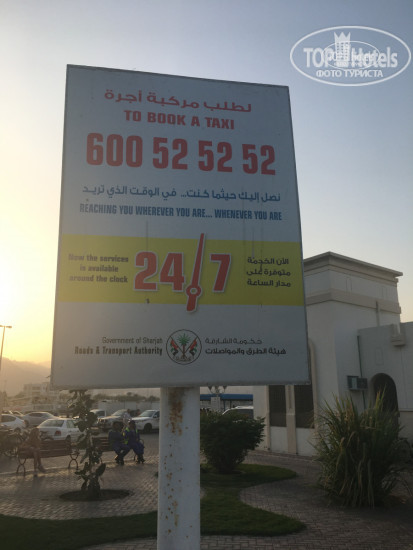 TOPHotels
ФОТО ТУРИСТА
لطلب مركبة أجرة
TO BOOK A TAXI
600 52 52 52
نصل إليك حيثما كنت.. في الوقت الذي تريد
REACHING YOU WHEREVER YOU ARE... WHENEVER YOU ARE
Now the services
is available
around the clock
24/7
الآن الخدمة
متوفرة على
مدار الساعة
Government of Sharjah
Roads & Transport Authority
حكومة الشارقة
هيئة الطرق والمواصلات